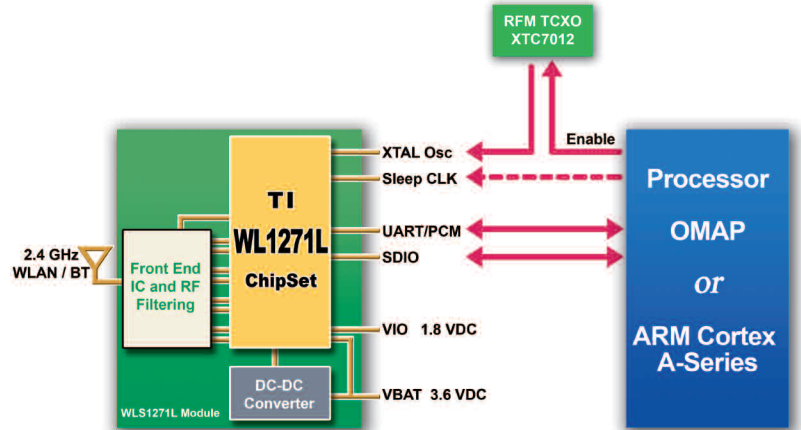 RFM TCXO
XTC7012
Enable
XTAL Osc
Sleep CLK
UART/PCM
SDIO
VIO 1.8 VDC
VBAT 3.6 VDC
Processor
OMAP
or
ARM Cortex
A-Series
TI
WL1271L
ChipSet
2.4 GHz
WLAN / BT
Front End
IC and RF
Filtering
DC-DC
Converter
WLS1271L Module